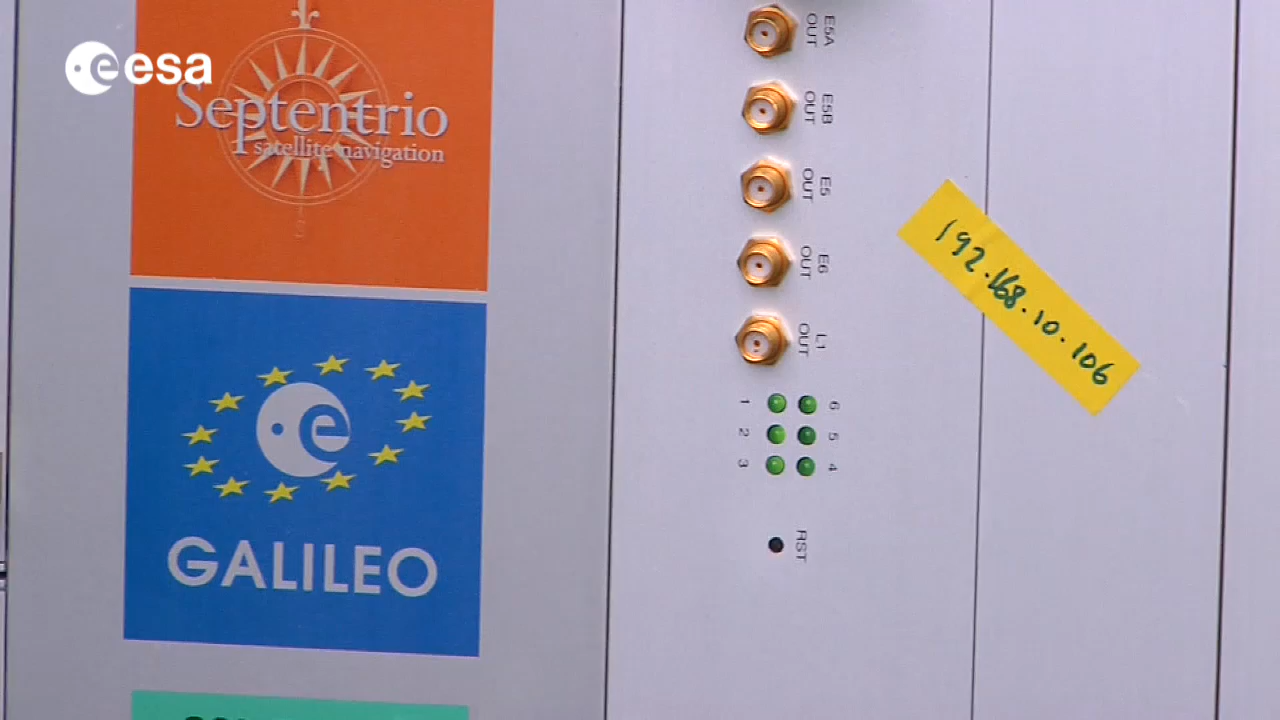 esa
Septentrio
satellite navigation
GALILEO
E5A
OUT
E5B
OUT
E5
OUT
E6
OUT
L1
OUT
1
6
2
5
3
4
RST
192.168.10.106